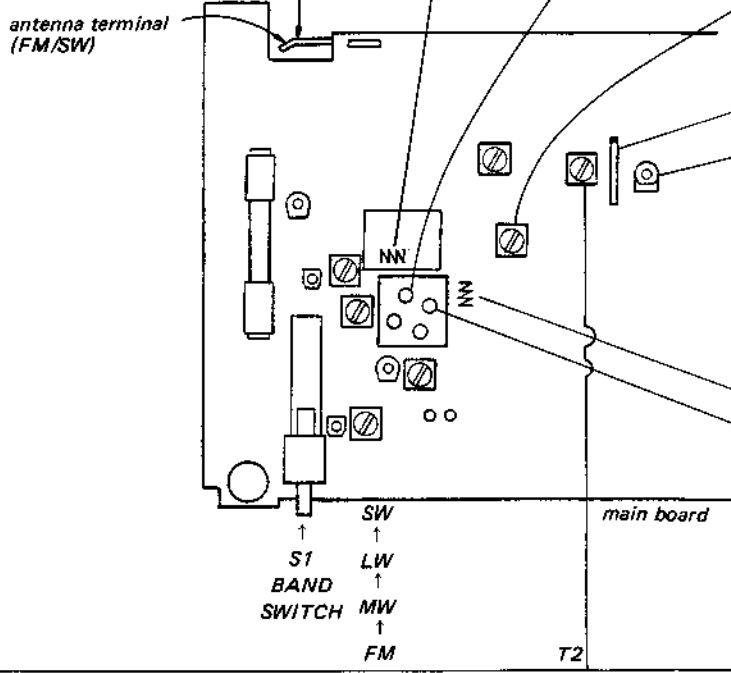 antenna terminal
(FM/SW)
SW
main board
S1
BAND
SWITCH
LW
MW
FM
T2